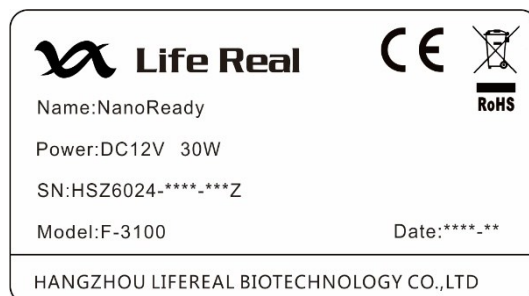 Life Real
CE
RoHS
Name:NanoReady
Power:DC12V 30W
SN:HSZ6024-****-***Z
Model:F-3100
Date:****-**
HANGZHOU LIFEREAL BIOTECHNOLOGY CO.,LTD